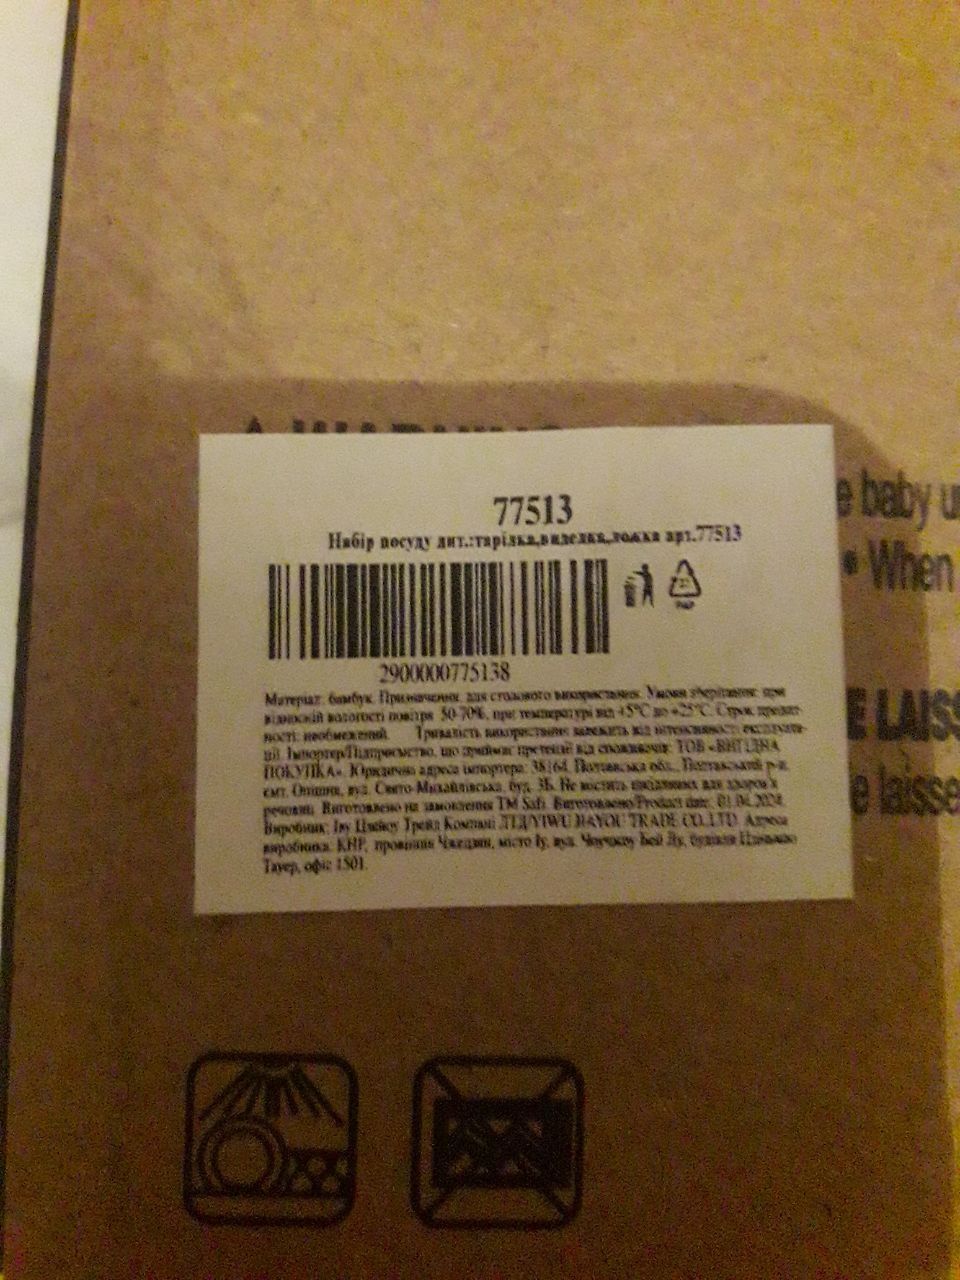 77513
Набір посуду дит.:тарілка,виделка,ложка арт.77513
e baby u
• When
21
PAP
2900000775138
Матеріал: бамбук. Призначення: для столового використання. Умови зберігання: при
відносній вологості повітря 50-70%, при температурі від +5°C до +25°C. Строк придат-
ності: необмежений. Тривалість використання залежить від інтенсивності експлуата-
ції. Імпортер/Підприємство, що приймає претензії від споживачів: ТОВ «ВИГІДНА
ПОКУПКА». Юридична адреса імпортера: 38164, Полтавська обл., Полтавський р-н,
смт. Опішня, вул. Свято-Михайлівська, буд. 3Б. Не містить шкідливих для здоров'я
речовин. Виготовлено на замовлення TM Safi. Виготовлено/Product date: 01.04.2024.
Виробник: Іву Трейд Компані ЛТД/YIWU JIAYOU TRADE CO.,LTD. Адреса
виробника: КНР, провінція Чжецзян, місто Іу, вул. Бей Лу, будівля
Тауер, офіс 1501.
E LAISS
e laisse